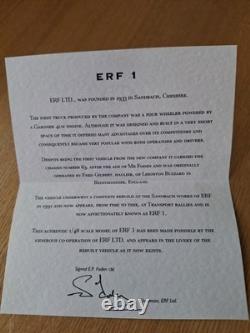 ERF 1
ERF LTD., was founded in 1933 in Sandbach, Cheshire.
The first truck produced by the company was a four wheeler powered by a
Gardner 4LW engine. Although it was designed and built in a very short
space of time it offered many advantages over its competitors and
consequently became very popular with both operators and drivers.
Despite being the first vehicle from the new company it carried the
chassis number 63, after the age of Mr Foden and was originally
operated by Fred Gilbert, haulier, of Leighton Buzzard in
Bedfordshire, England.
The vehicle underwent a complete rebuild at the Sandbach works of ERF
in 1991 and now appears, from time to time, at Transport Rallies and is
now affectionately known as ERF 1.
This authentic 1/48 scale model of ERF 1 has been made possible by the
generous co-operation of ERF LTD. and appears in the livery of the
rebuilt vehicle as it now exists.
Signed E.P. Foden
ERF Ltd.